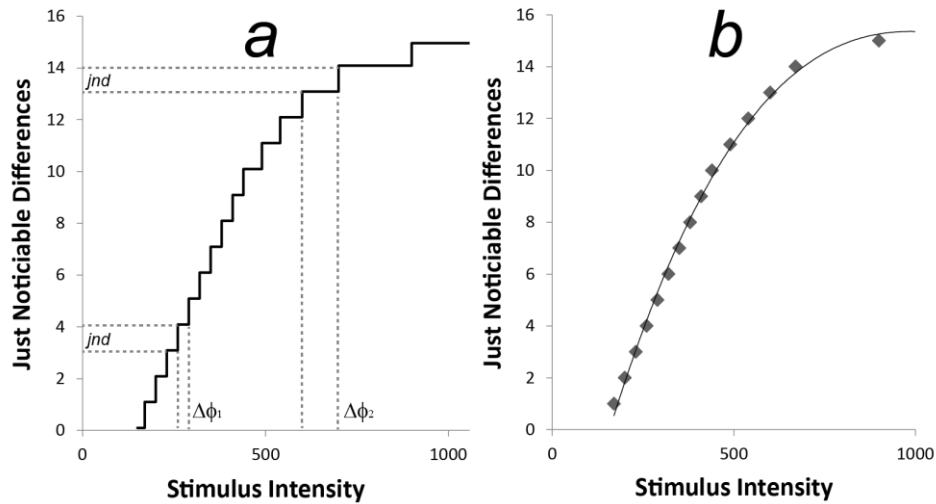 a
Just Noticiable Differences
16
14
12
10
8
6
4
2
0
jnd
jnd
Δϕ₁
Δϕ₂
0
500
1000
Stimulus Intensity
b
Just Noticiable Differences
16
14
12
10
8
6
4
2
0
0
500
1000
Stimulus Intensity